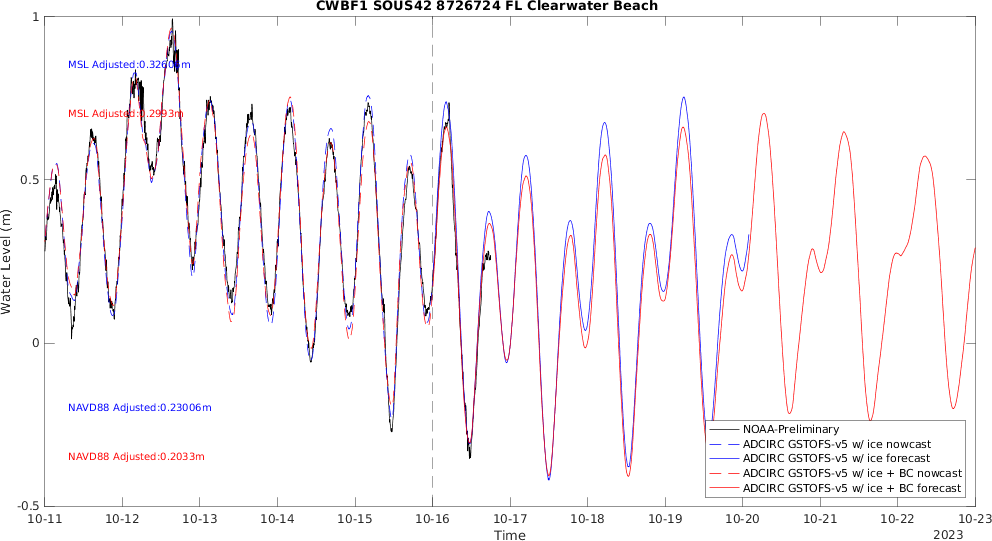 CWBF1 SOUS42 8726724 FL Clearwater Beach
Water Level (m)
1
0.5
0
-0.5
MSL Adjusted:0.32606m
MSL Adjusted:0.2993m
NAVD88 Adjusted:0.23006m
NAVD88 Adjusted:0.2033m
NOAA-Preliminary
ADCIRC GSTOFS-v5 w/ ice nowcast
ADCIRC GSTOFS-v5 w/ ice forecast
ADCIRC GSTOFS-v5 w/ ice + BC nowcast
ADCIRC GSTOFS-v5 w/ ice + BC forecast
10-11 10-12 10-13 10-14 10-15 10-16 10-17 10-18 10-19 10-20 10-21 10-22 10-23
Time
2023